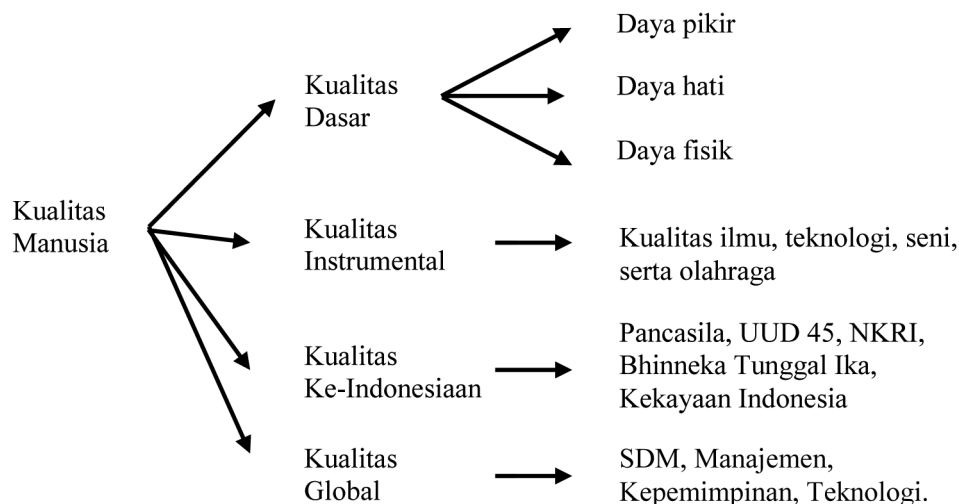 Kualitas
Manusia
Kualitas
Dasar
Daya pikir
Daya hati
Daya fisik
Kualitas
Instrumental
Kualitas ilmu, teknologi, seni,
serta olahraga
Kualitas
Ke-Indonesiaan
Pancasila, UUD 45, NKRI,
Bhinneka Tunggal Ika,
Kekayaan Indonesia
Kualitas
Global
SDM, Manajemen,
Kepemimpinan, Teknologi.